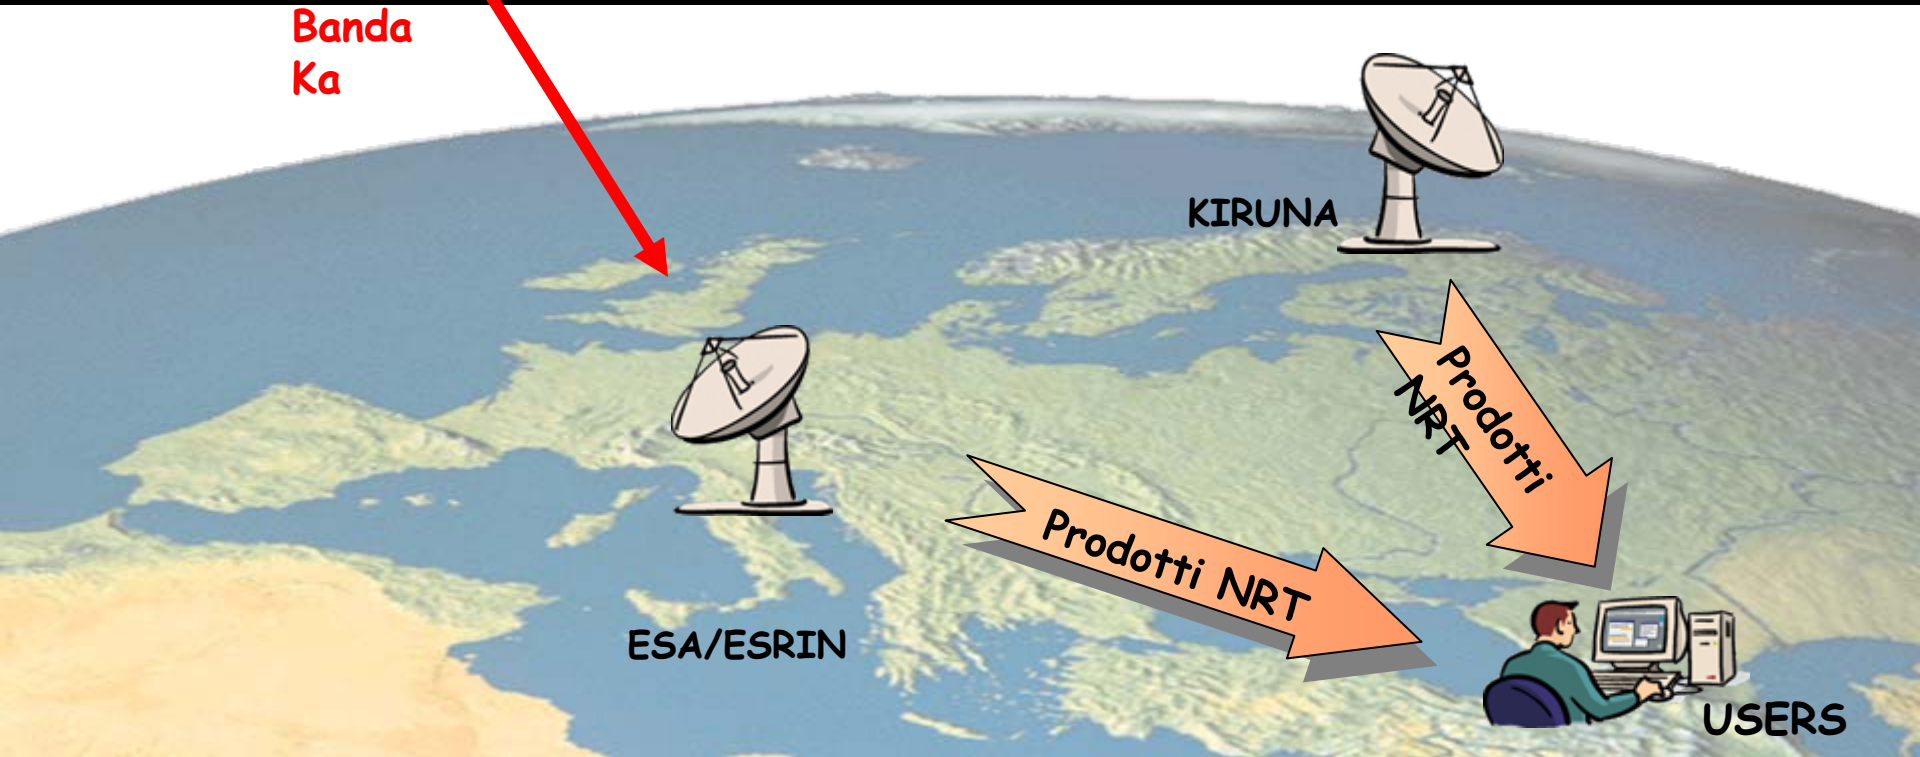 Banda
Ka
KIRUNA
Prodotti
NRT
Prodotti NRT
ESA/ESRIN
USERS